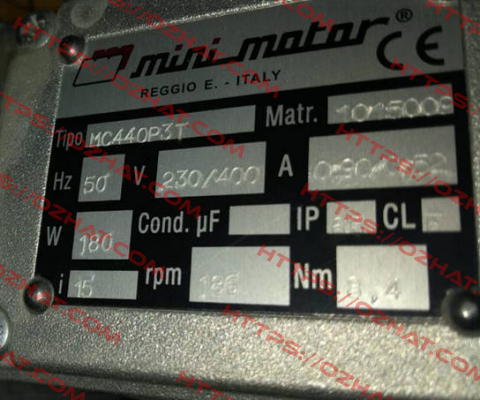 mini motor®
CE
REGGIO E. - ITALY
Tipo MC440P3T Matr.
Hz 50 V 230/400 A
W 180 Cond. µF IP CL
i 15 rpm Nm
HTTPS://OZHAT.COM